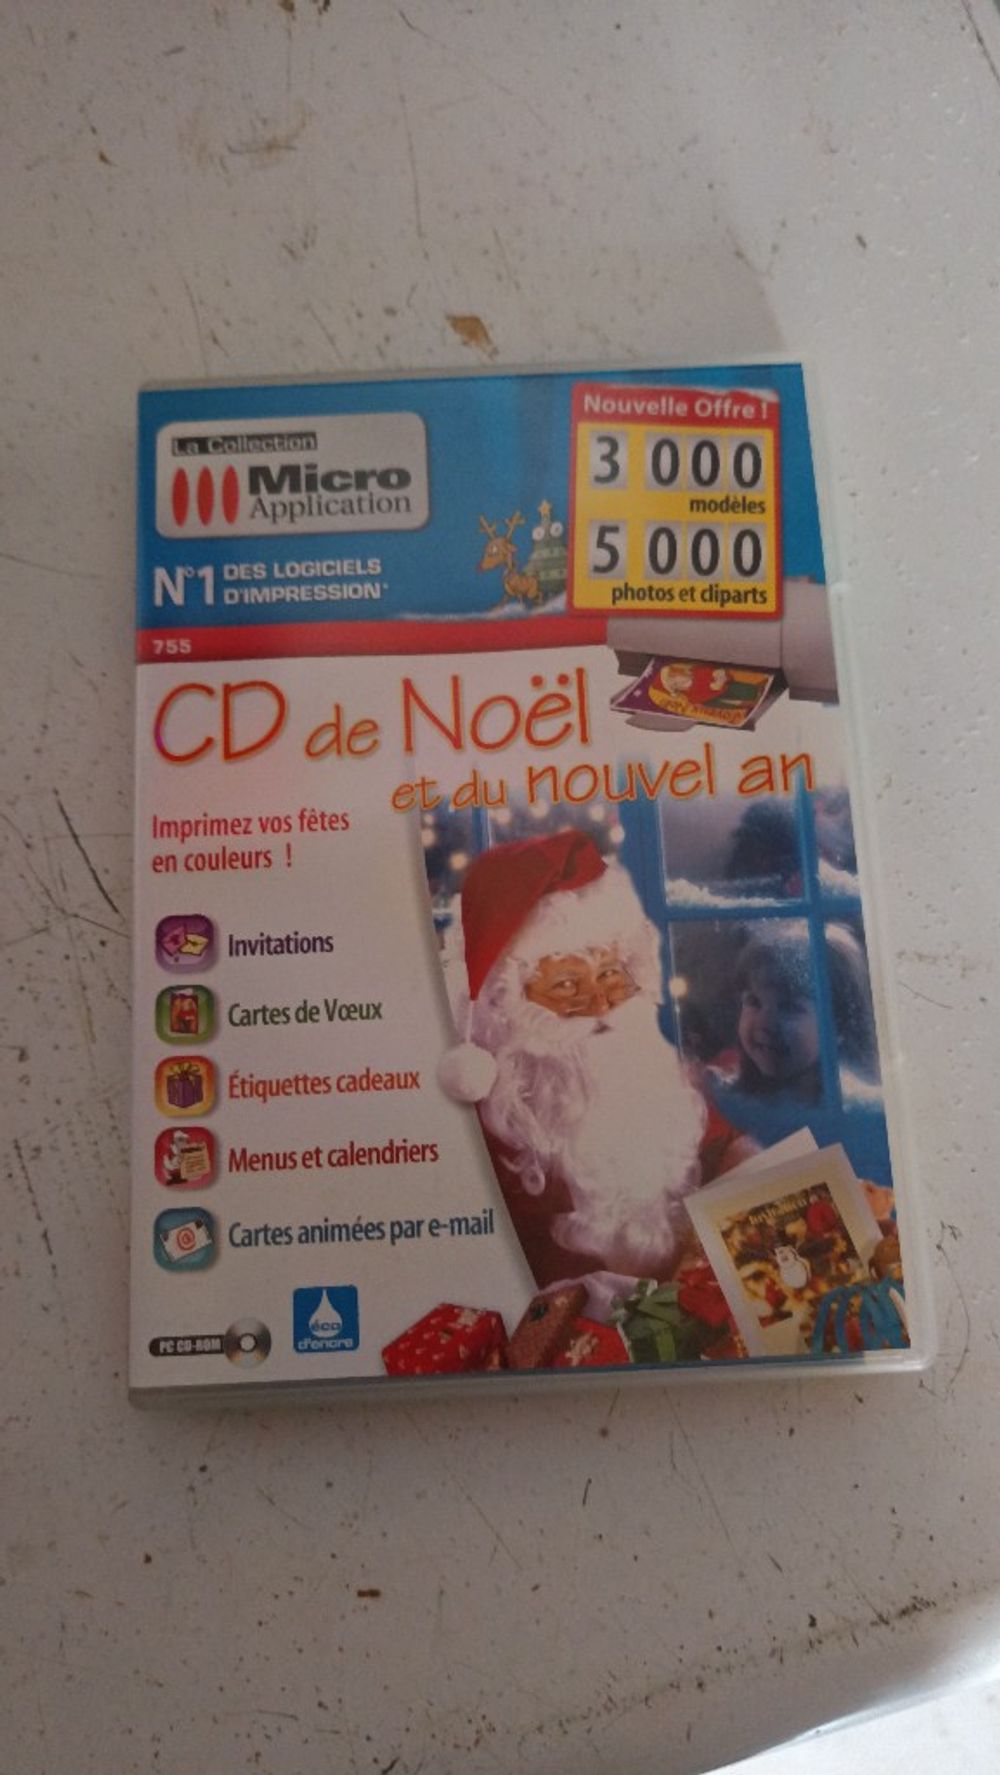 La Collection
Micro
Application
N°1 DES LOGICIELS
D'IMPRESSION*
Nouvelle Offre !
3 000
modèles
5 000
photos et cliparts
755
CD de Noël
et du nouvel an
Imprimez vos fêtes
en couleurs !
Invitations
Cartes de Vœux
Étiquettes cadeaux
Menus et calendriers
Cartes animées par e-mail
PC CD-ROM
éco
d'encre
Invitation